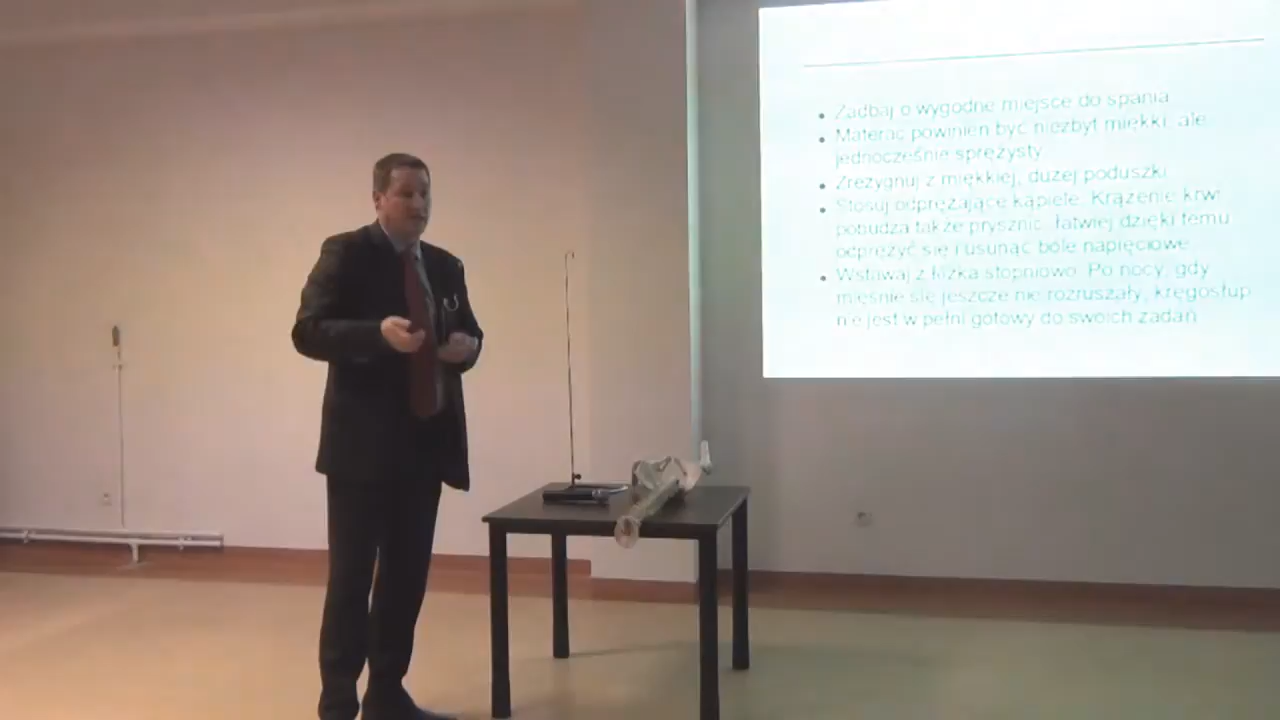 Zadbaj o wygodne miejsce do spania
Materac powinien być niezbyt miękki, ale
jednocześnie sprężysty
Zrezygnuj z miękkiej, dużej poduszki
Stosuj odprężające kąpiele. Krążenie krwi
pobudza także prysznic, łatwiej dzięki temu
odprężyć się i usunąć bóle napięciowe
Wstawaj z łóżka stopniowo. Po nocy, gdy
mięśnie się jeszcze nie rozruszały, kręgosłup
nie jest w pełni gotowy do swoich zadań